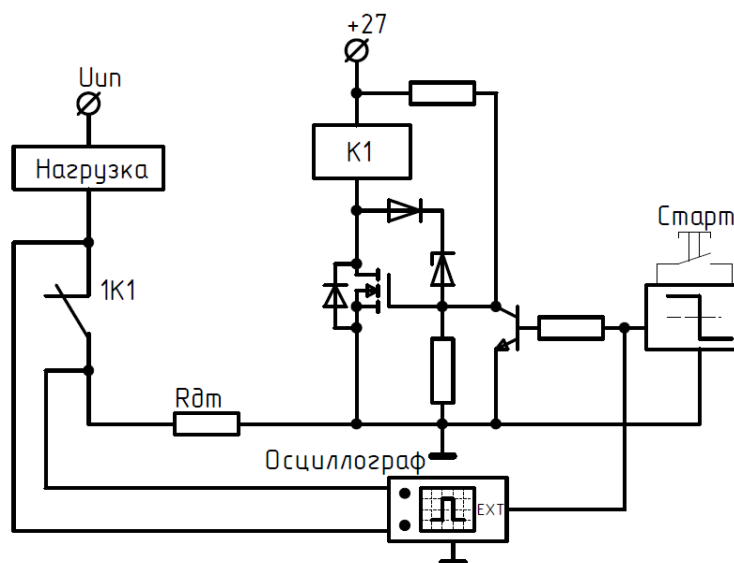 +27
Uип
Нагрузка
К1
Старт
1К1
Rдт
Осциллограф
EXT